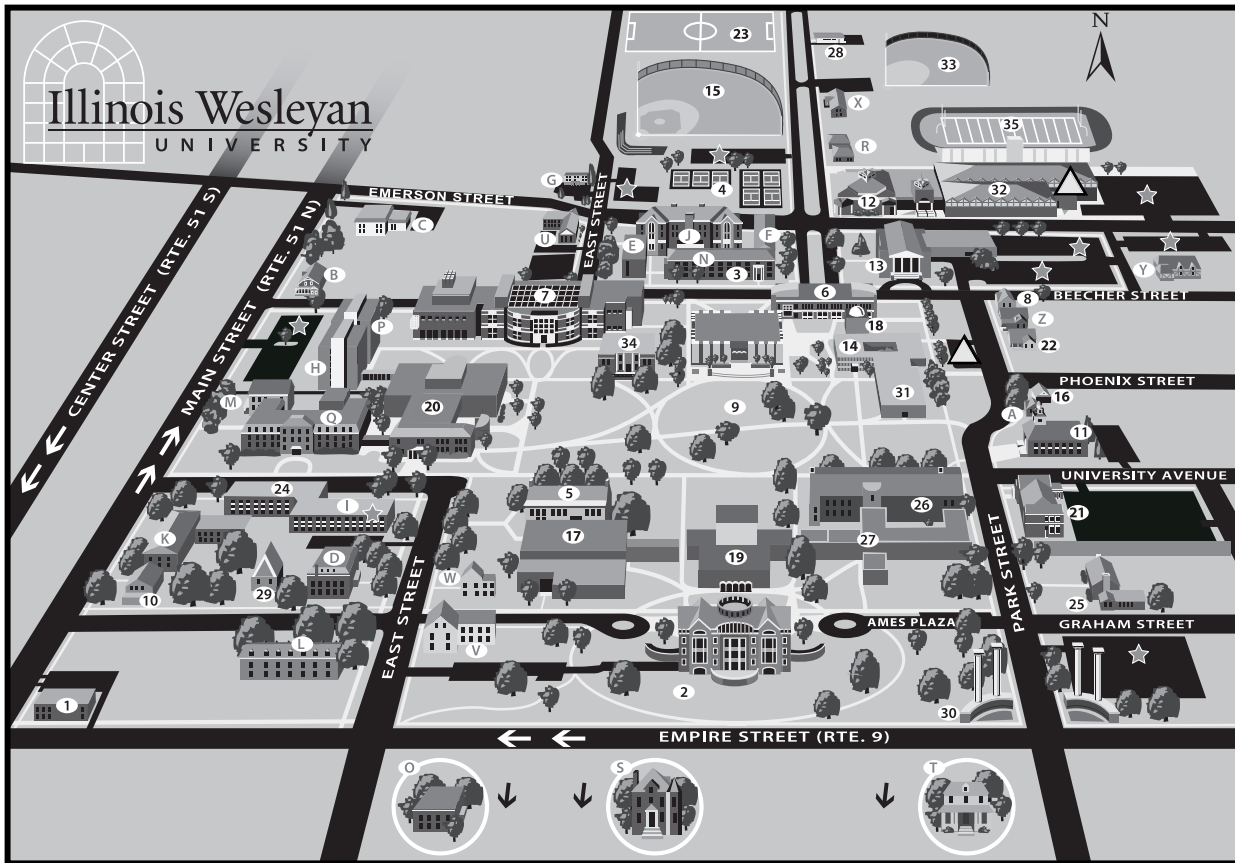 Illinois Wesleyan
UNIVERSITY
N
23
28
33
15
X
35
R
G
4
32
12
EMERSON STREET
C
U
EAST STREET
J
F
E
N
3
13
Y
B
7
6
8
BEECHER STREET
P
18
Z
34
14
22
H
PHOENIX STREET
CENTER STREET (RTE. 51 S)
MAIN STREET (RTE. 51 N)
M
20
9
31
16
A
Q
11
UNIVERSITY AVENUE
24
5
I
26
21
K
17
27
19
D
W
10
29
25
EAST STREET
AMES PLAZA
PARK STREET
GRAHAM STREET
L
V
2
1
30
EMPIRE STREET (RTE. 9)
O
S
T